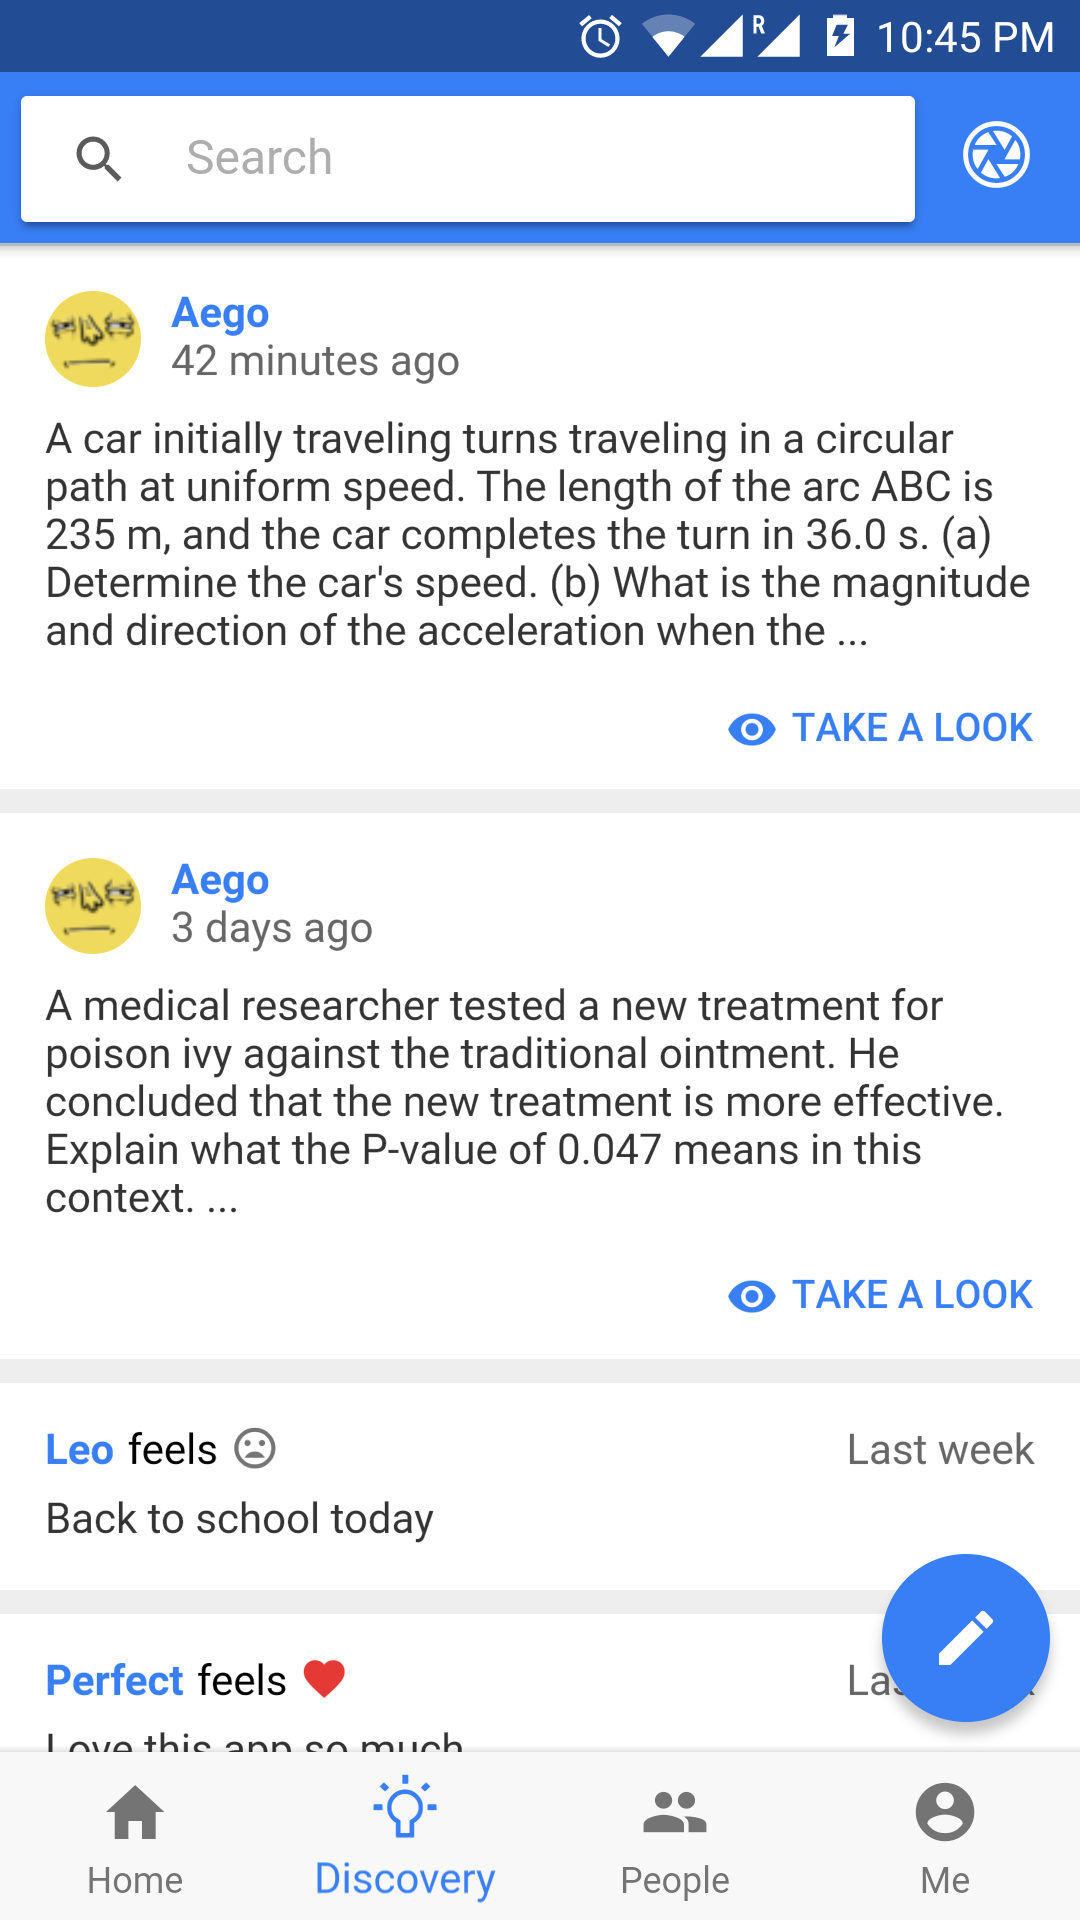 R 10:45 PM
Search
Aego
42 minutes ago
A car initially traveling turns traveling in a circular
path at uniform speed. The length of the arc ABC is
235 m, and the car completes the turn in 36.0 s. (a)
Determine the car's speed. (b) What is the magnitude
and direction of the acceleration when the ...
TAKE A LOOK
Aego
3 days ago
A medical researcher tested a new treatment for
poison ivy against the traditional ointment. He
concluded that the new treatment is more effective.
Explain what the P-value of 0.047 means in this
context. ...
TAKE A LOOK
Leo feels Last week
Back to school today
Perfect feels
Love this app so much
Home Discovery People Me